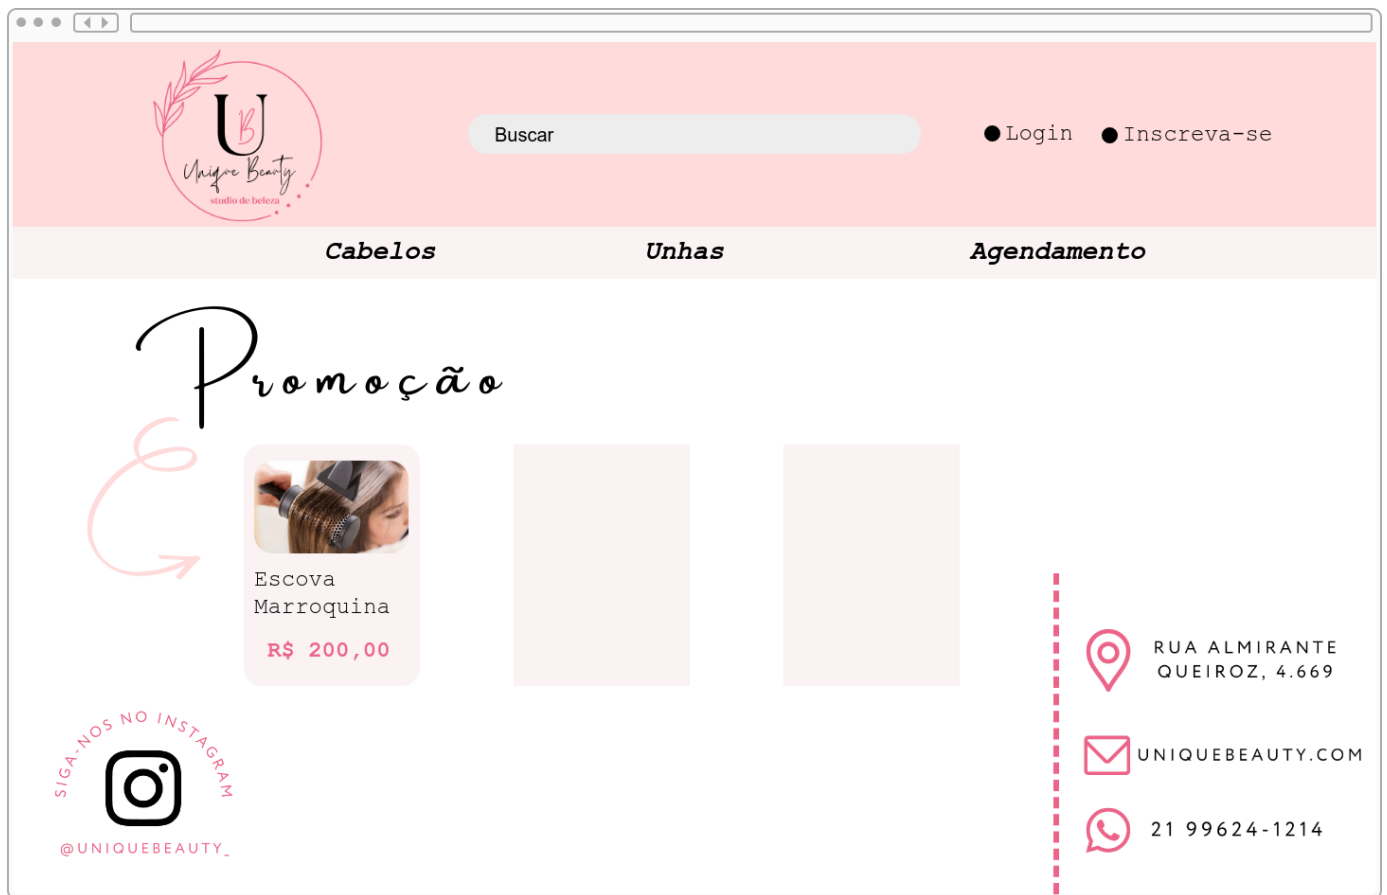 U
B
Unique Beauty
studio de beleza
Buscar
Login
Inscreva-se
Cabelos
Unhas
Agendamento
Promoção
Escova
Marroquina
R$ 200,00
RUA ALMIRANTE
QUEIROZ, 4.669
UNIQUEBEAUTY.COM
21 99624-1214
SIGA-NOS NO INSTAGRAM
@UNIQUEBEAUTY_